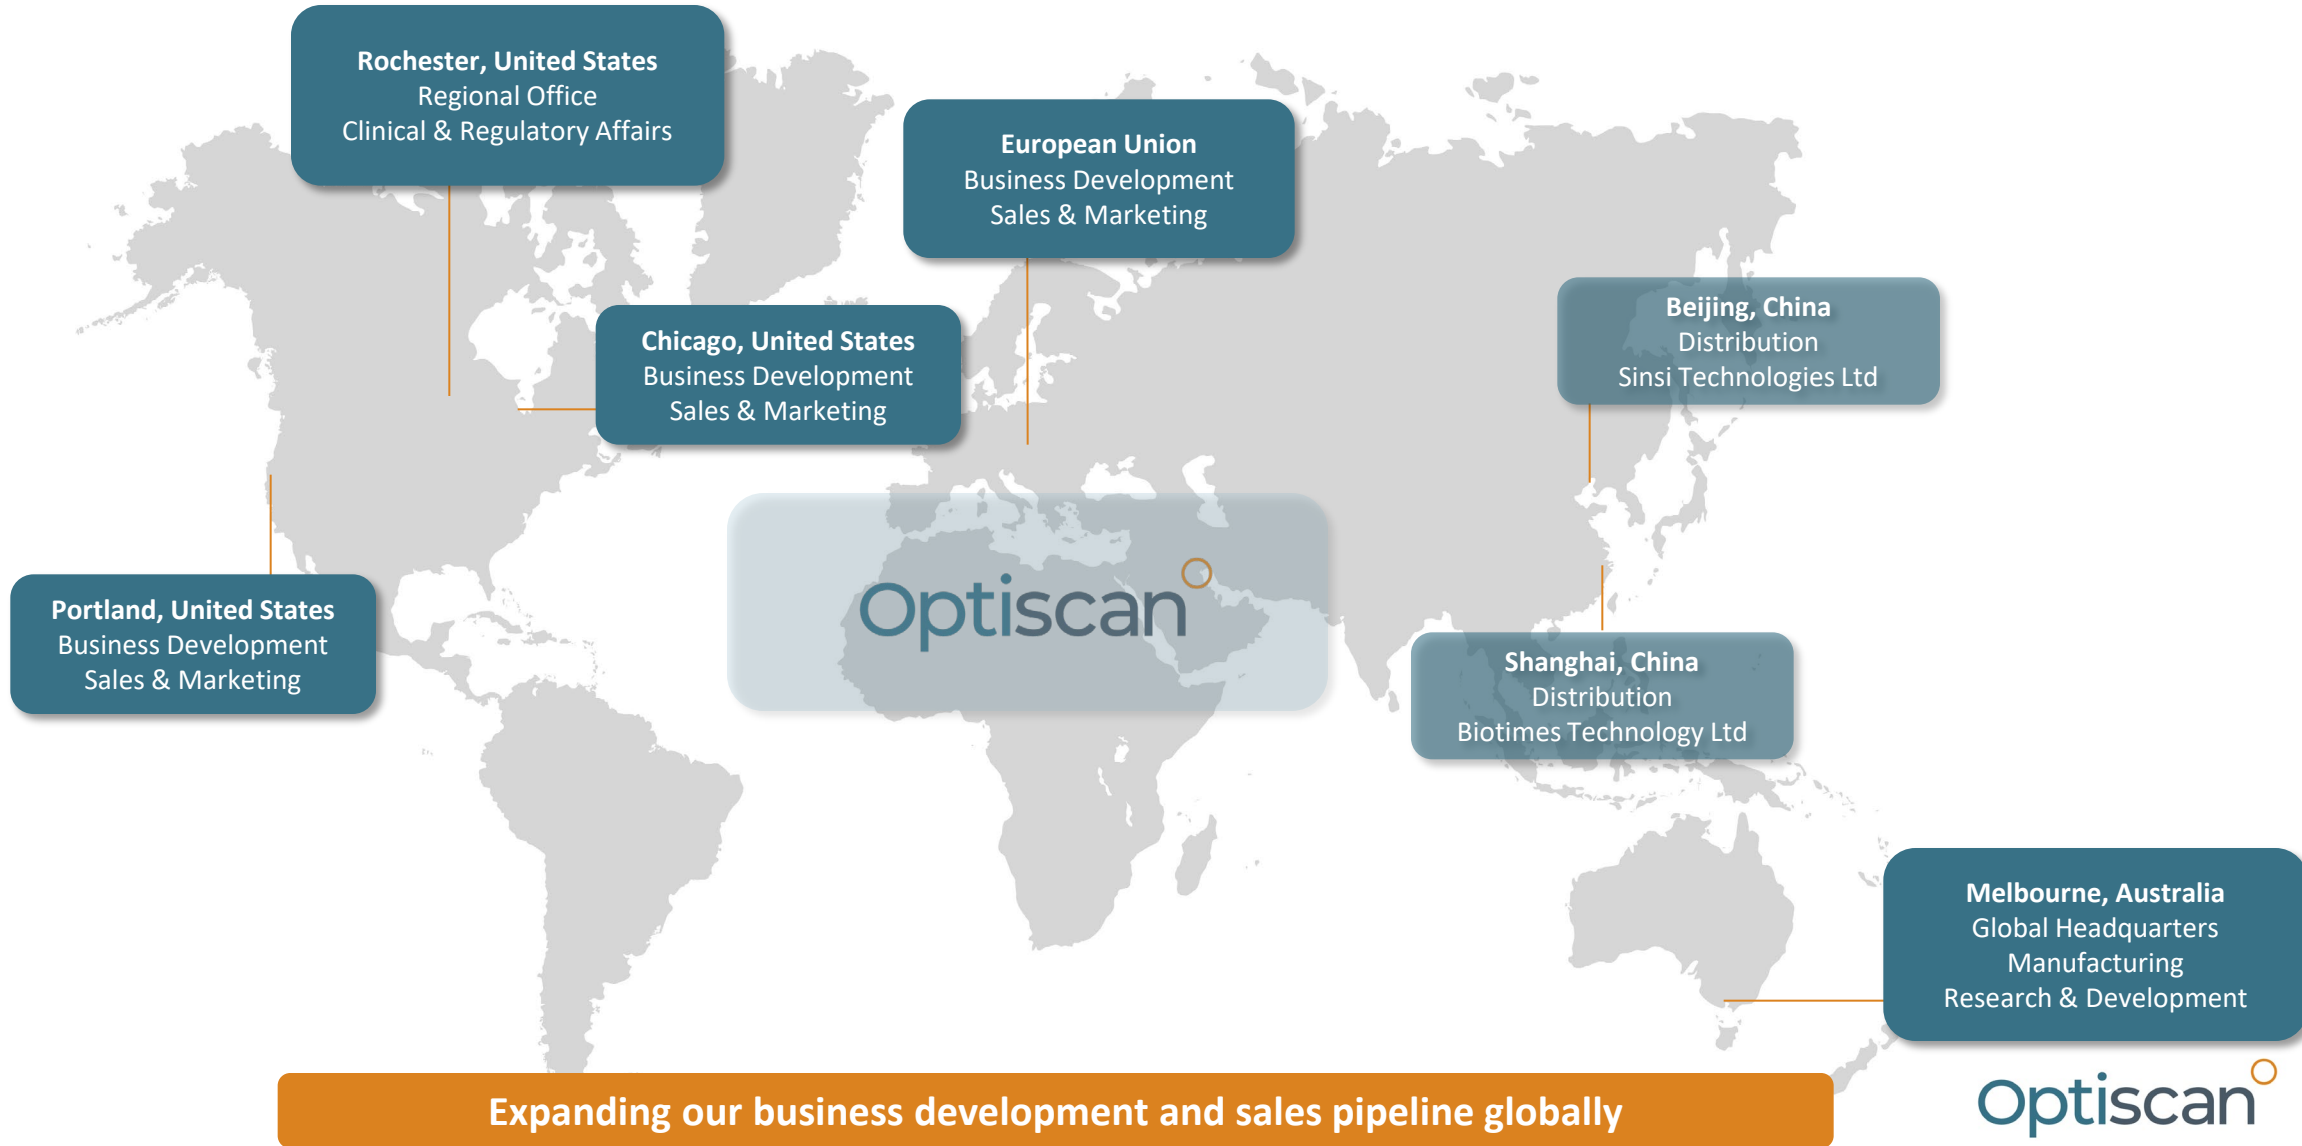 Rochester, United States
Regional Office
Clinical & Regulatory Affairs
European Union
Business Development
Sales & Marketing
Chicago, United States
Business Development
Sales & Marketing
Beijing, China
Distribution
Sinsi Technologies Ltd
Portland, United States
Business Development
Sales & Marketing
Optiscan
Shanghai, China
Distribution
Biotimes Technology Ltd
Melbourne, Australia
Global Headquarters
Manufacturing
Research & Development
Expanding our business development and sales pipeline globally
Optiscan